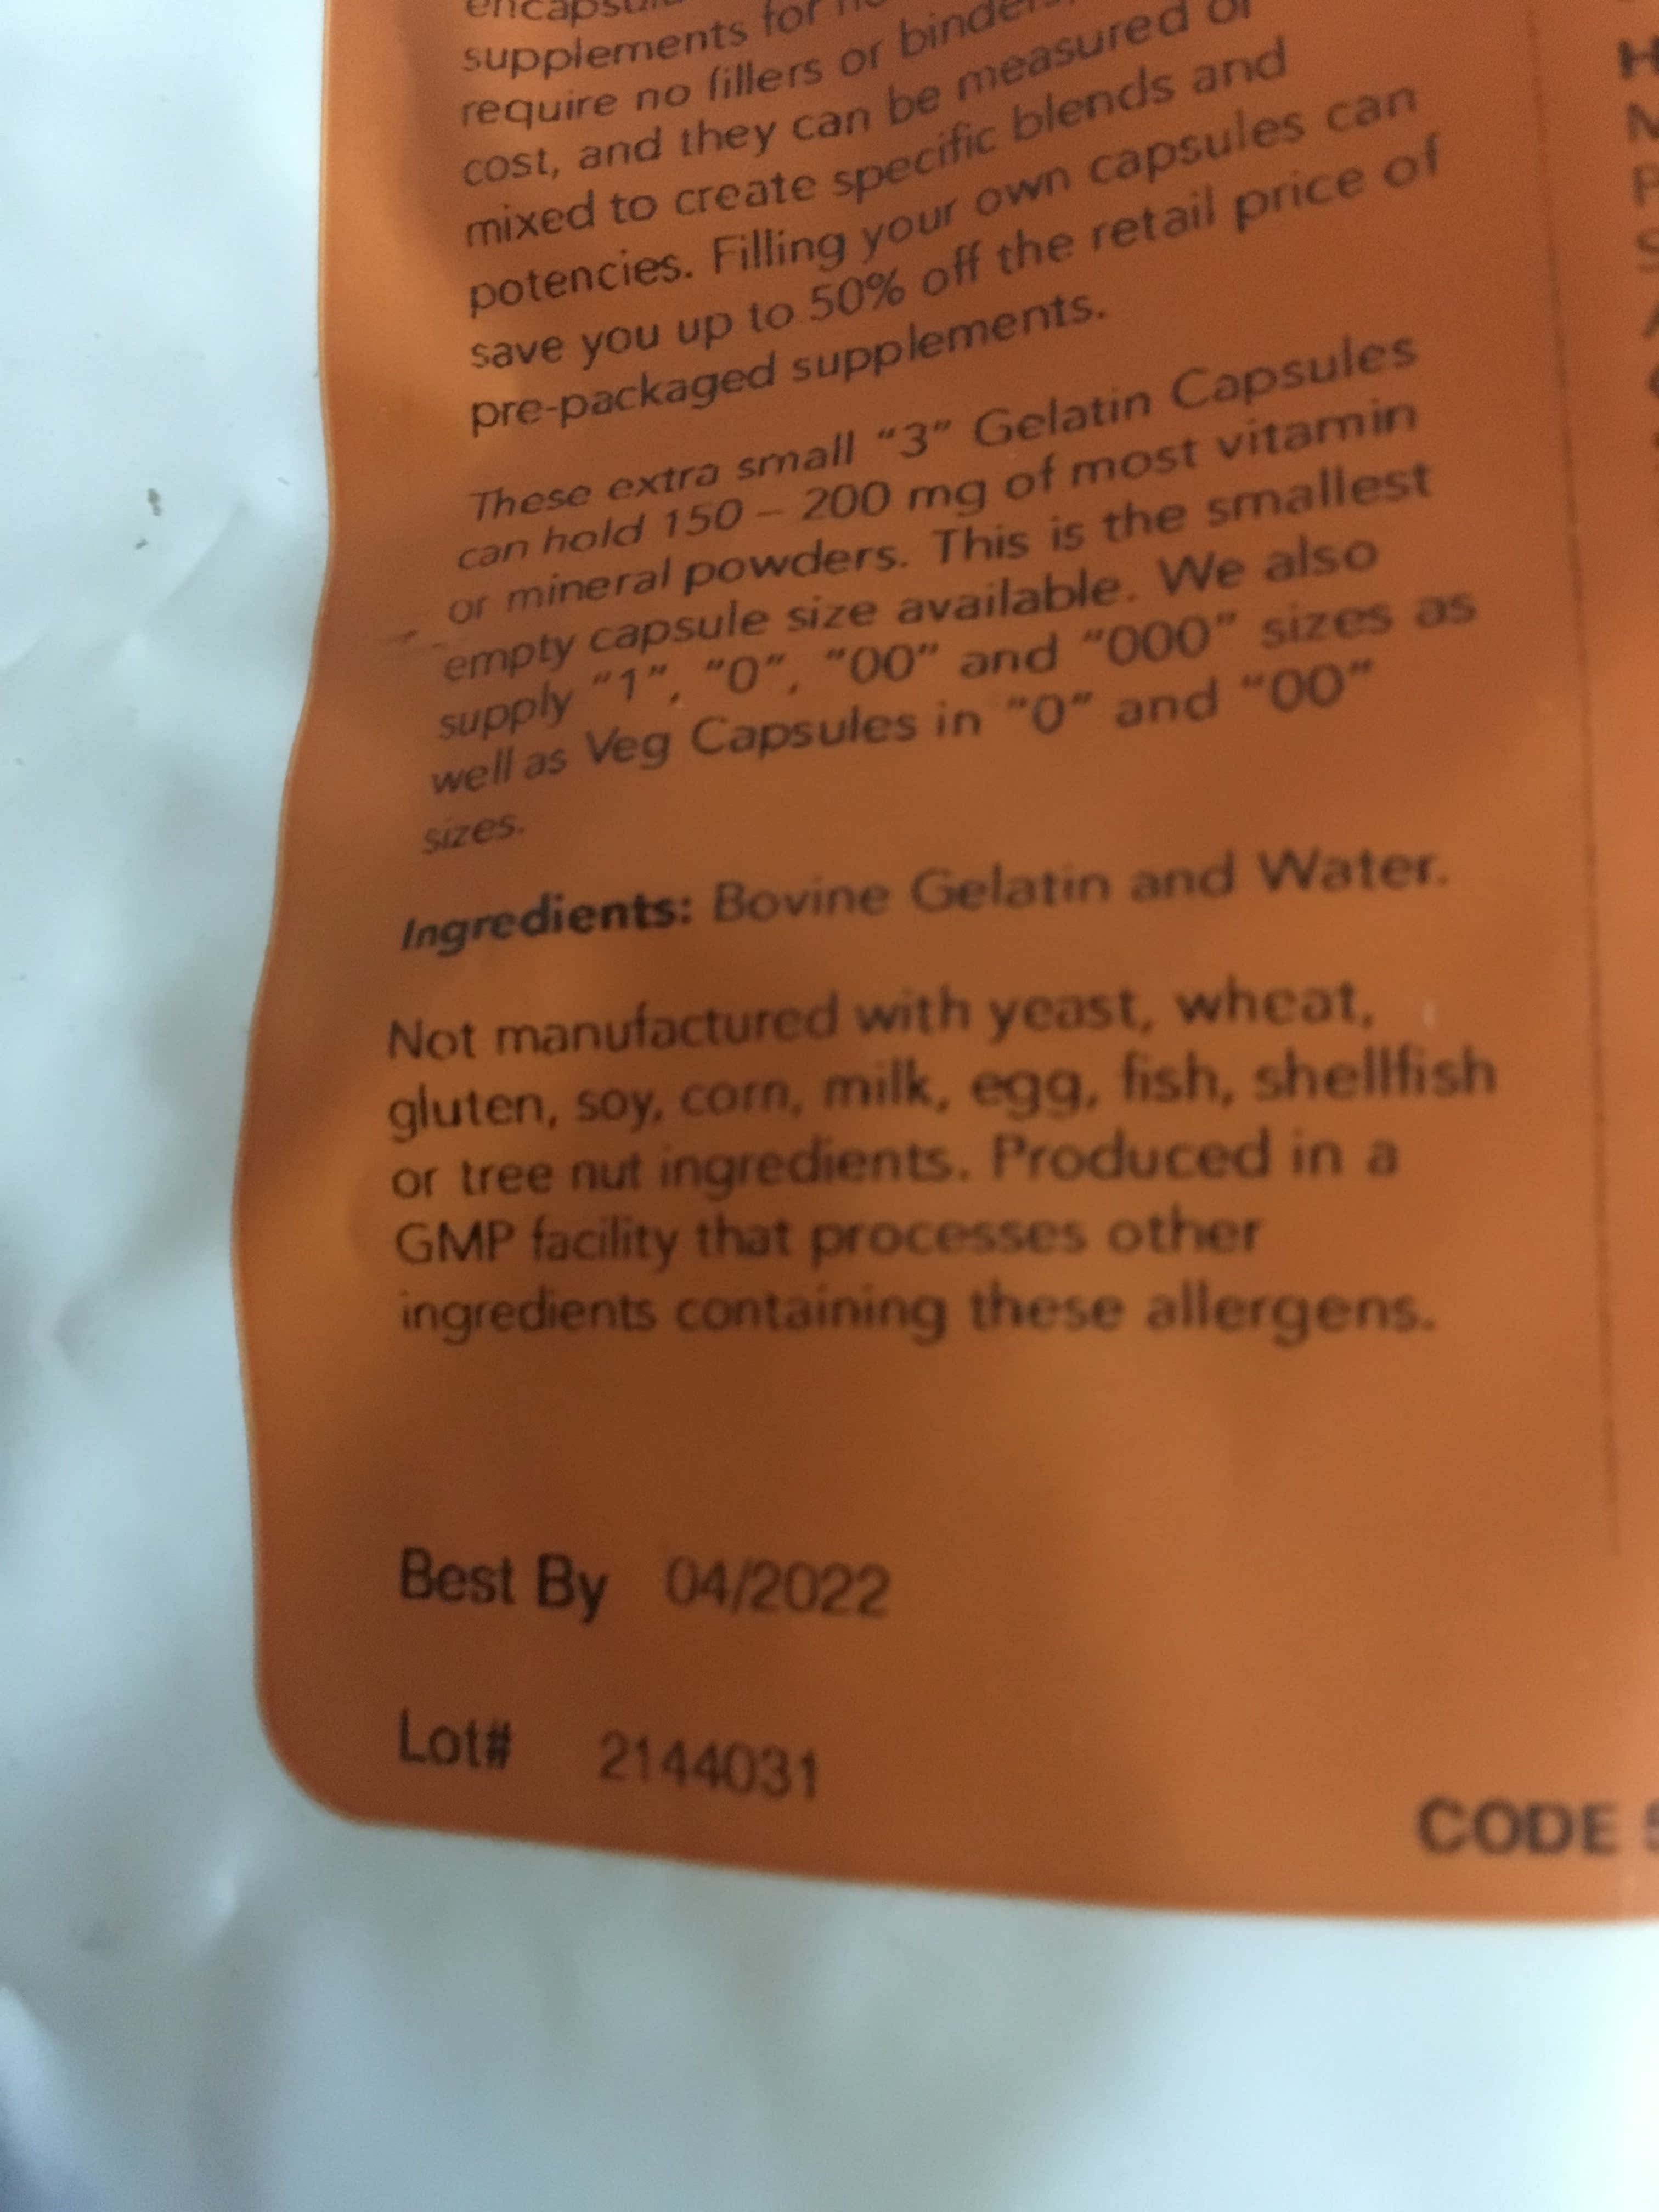 supplements for
require no fillers or
cost, and they can be measured or
mixed to create specific blends and
potencies. Filling your own capsules can
save you up to 50% off the retail price of
pre-packaged supplements.
These extra small “3” Gelatin Capsules
can hold 150 – 200 mg of most vitamin
or mineral powders. This is the smallest
empty capsule size available. We also
supply “1”, “0”, “00” and “000” sizes as
well as Veg Capsules in “0” and “00”
sizes.
Ingredients: Bovine Gelatin and Water.
Not manufactured with yeast, wheat,
gluten, soy, corn, milk, egg, fish, shellfish
or tree nut ingredients. Produced in a
GMP facility that processes other
ingredients containing these allergens.
Best By 04/2022
Lot# 2144031
CODE